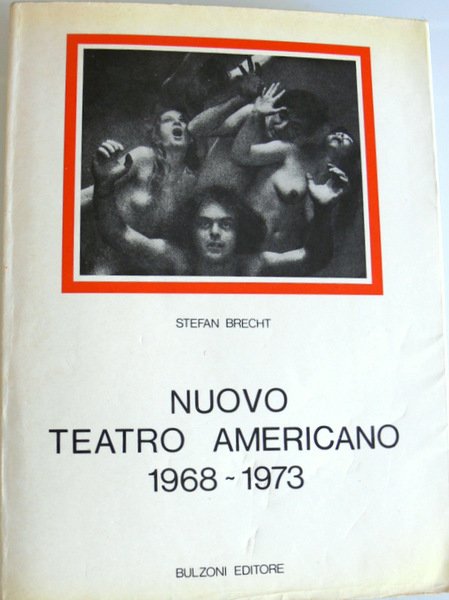 STEFAN BRECHT
NUOVO
TEATRO AMERICANO
1968 ~ 1973
BULZONI EDITORE